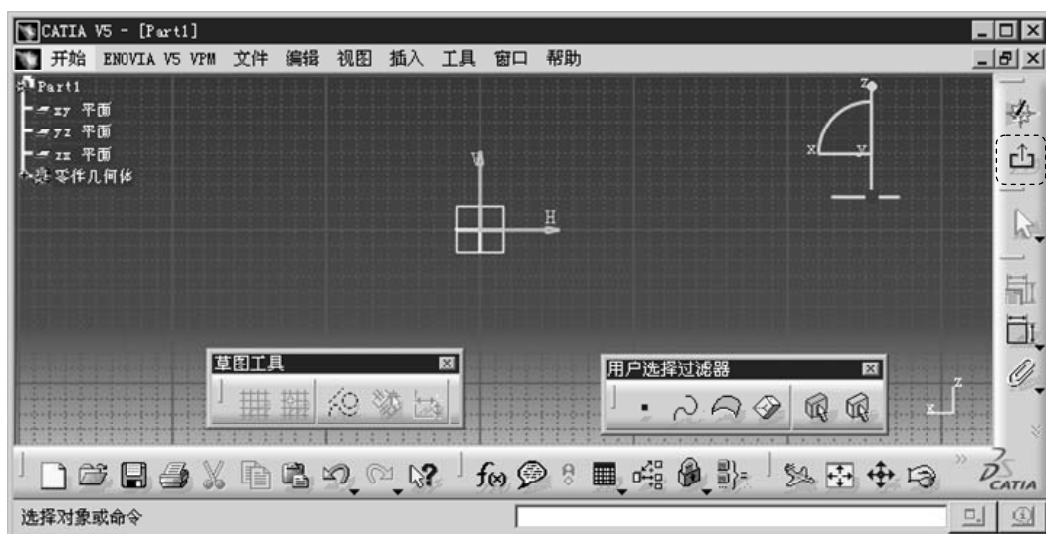 CATIA V5 - [Part1]
开始 ENOVIA V5 VPM 文件 编辑 视图 插入 工具 窗口 帮助
Part1
xy 平面
yz 平面
zx 平面
零件几何体
z
x y
V
H
草图工具
用户选择过滤器
z
x
f(x)
?
CATIA
选择对象或命令